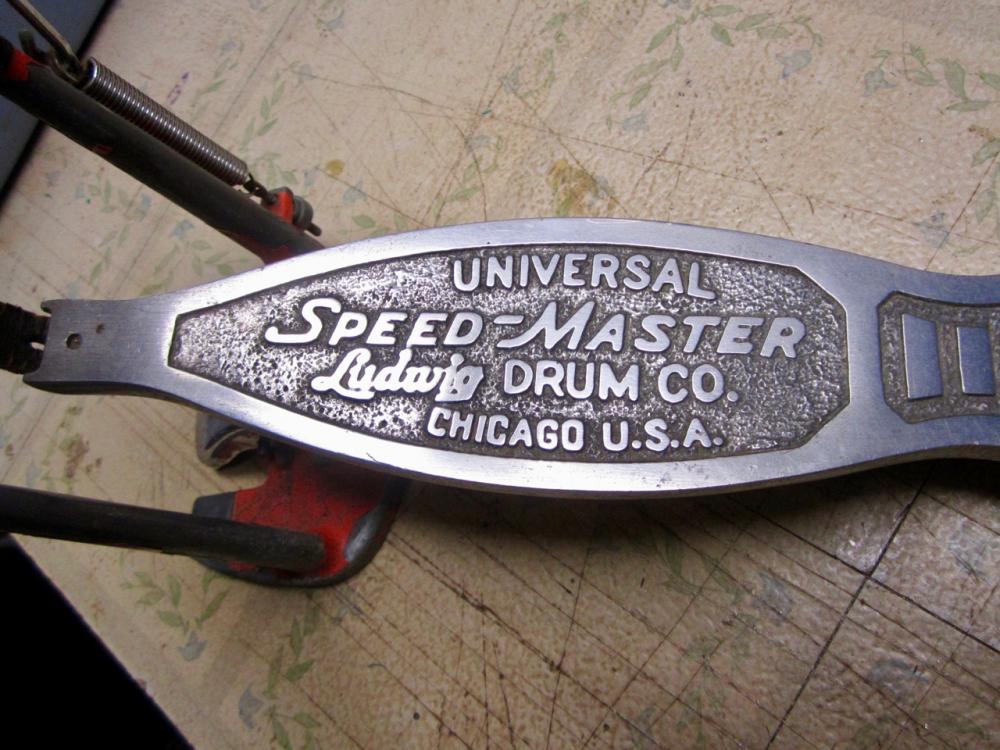 UNIVERSAL
SPEED-MASTER
Ludwig DRUM CO.
CHICAGO U.S.A.